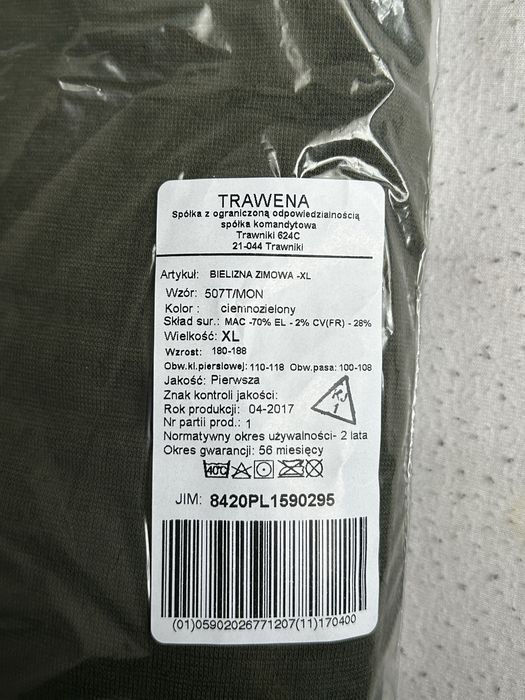 TRAWENA
Spółka z ograniczoną odpowiedzialnością
spółka komandytowa
Trawniki 624C
21-044 Trawniki
Artykuł: BIELIZNA ZIMOWA -XL
Wzór: 507T/MON
Kolor : ciemnozielony
Skład sur.: MAC -70% EL - 2% CV(FR) - 28%
Wielkość: XL
Wzrost: 180-188
Obw.kl.piersiowej: 110-118 Obw.pasa: 100-108
Jakość: Pierwsza
Znak kontroli jakości:
Rok produkcji: 04-2017
Nr partii prod.: 1
Normatywny okres używalności- 2 lata
Okres gwarancji: 56 miesięcy
40°C
JIM: 8420PL1590295
(01)05902026771207(11)170400